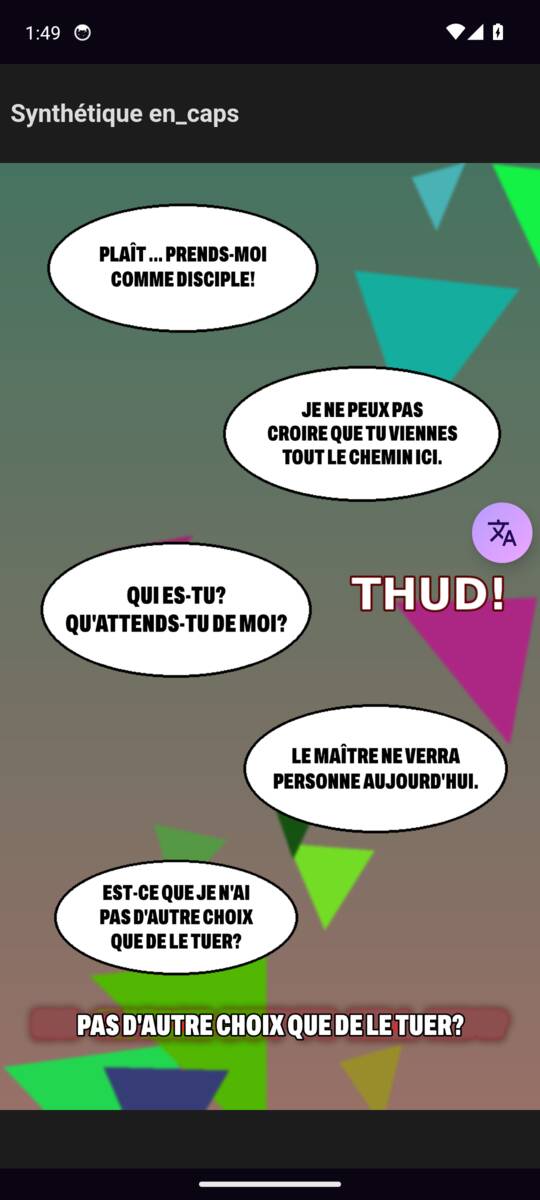 1:49
Synthétique en_caps
PLAÎT... PRENDS-MOI
COMME DISCIPLE!
JE NE PEUX PAS
CROIRE QUE TU VIENNES
TOUT LE CHEMIN ICI.
QUI ES-TU?
QU'ATTENDS-TU DE MOI?
THUD!
LE MAÎTRE NE VERRA
PERSONNE AUJOURD'HUI.
EST-CE QUE JE N'AI
PAS D'AUTRE CHOIX
QUE DE LE TUER?
PAS D'AUTRE CHOIX QUE DE LE TUER?